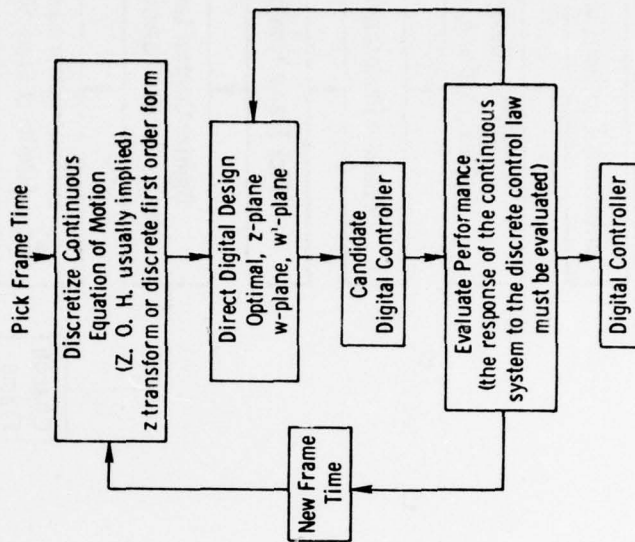 Pick Frame Time
Discretize Continuous
Equation of Motion
(Z. O. H. usually implied)
z transform or discrete first order form
Direct Digital Design
Optimal, z-plane
w-plane, w'-plane
Candidate
Digital Controller
Evaluate Performance
(the response of the continuous
system to the discrete control law
must be evaluated)
New Frame
Time
Digital Controller